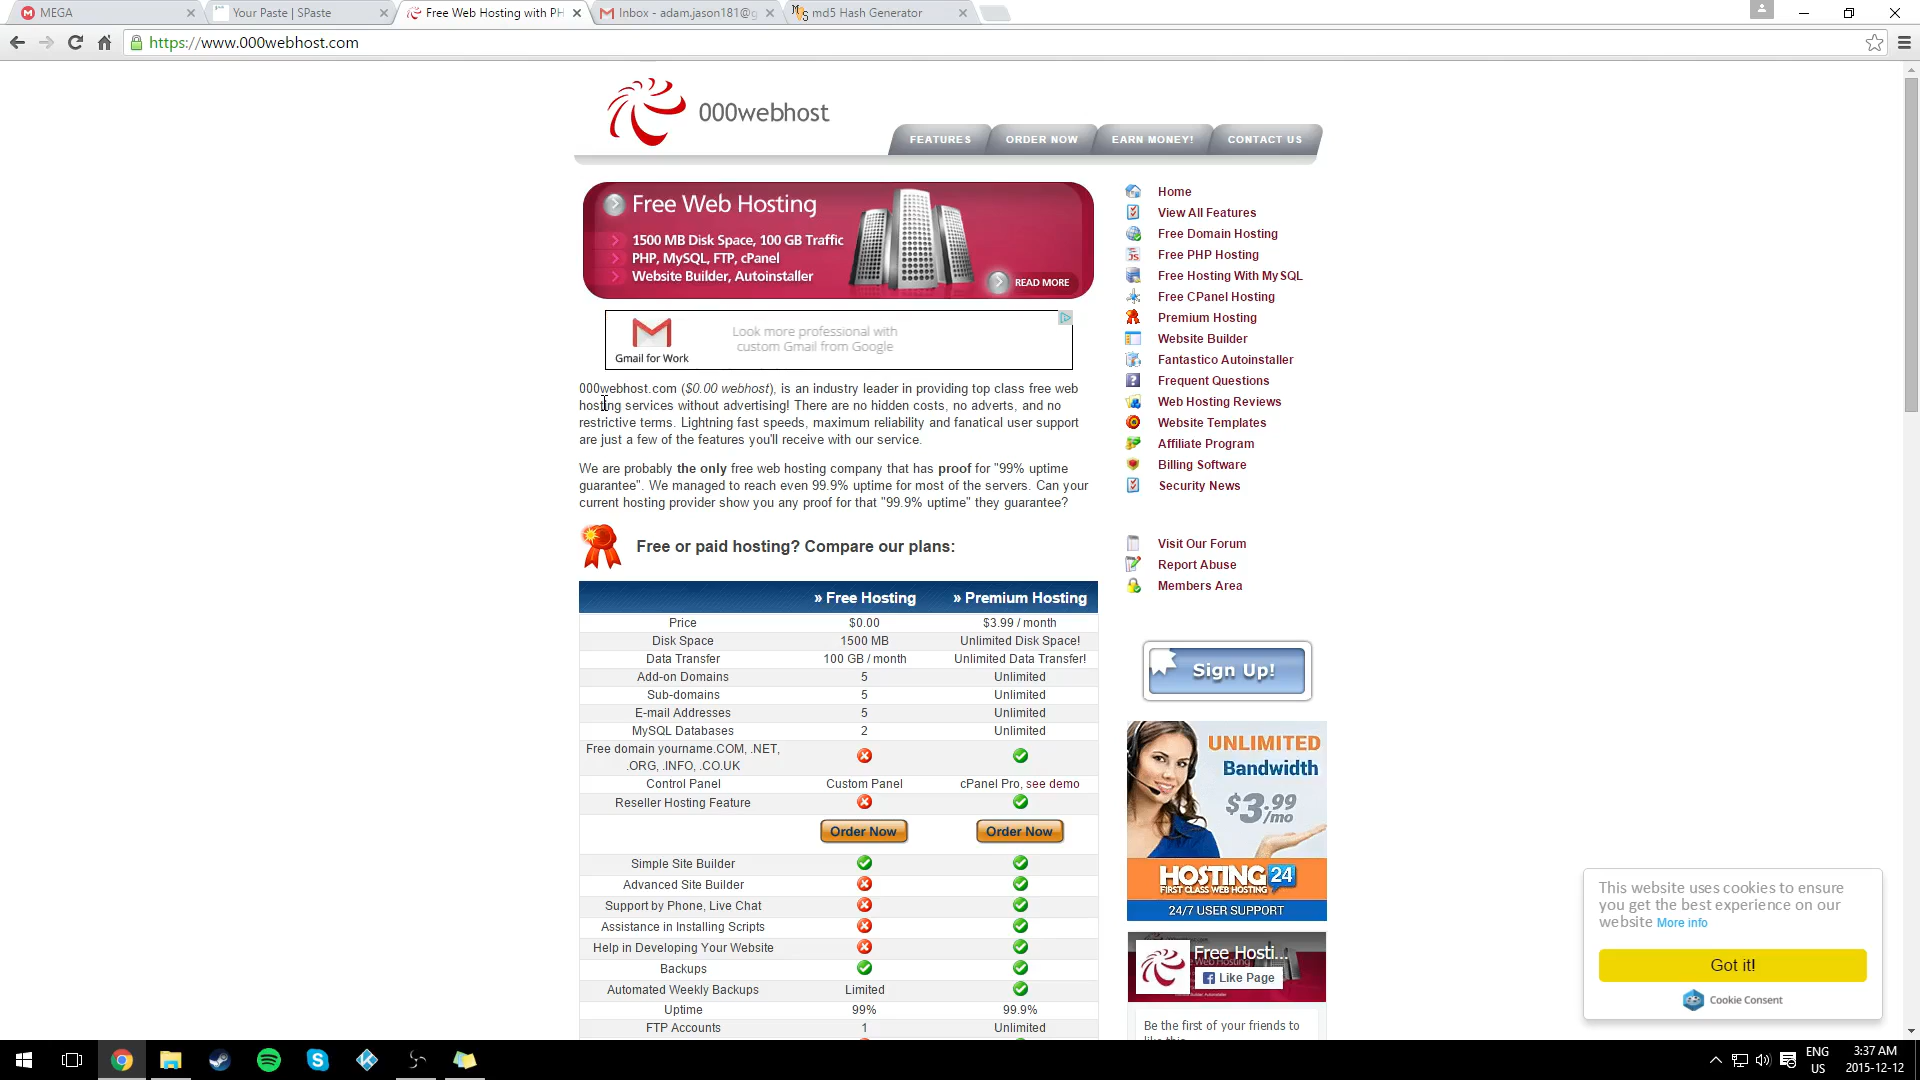 MEGA
Your Paste | SPaste
Free Web Hosting with PH
Inbox - adam.jason181@g
md5 Hash Generator
https://www.000webhost.com
000webhost
FEATURES
ORDER NOW
EARN MONEY!
CONTACT US
Free Web Hosting
1500 MB Disk Space, 100 GB Traffic
PHP, MySQL, FTP, cPanel
Website Builder, Autoinstaller
READ MORE
Gmail for Work
Look more professional with
custom Gmail from Google
000webhost.com ($0.00 webhost), is an industry leader in providing top class free web
hosting services without advertising! There are no hidden costs, no adverts, and no
restrictive terms. Lightning fast speeds, maximum reliability and fanatical user support
are just a few of the features you'll receive with our service.
We are probably the only free web hosting company that has proof for "99% uptime
guarantee". We managed to reach even 99.9% uptime for most of the servers. Can your
current hosting provider show you any proof for that "99.9% uptime" they guarantee?
Free or paid hosting? Compare our plans:
» Free Hosting » Premium Hosting
Price $0.00 $3.99 / month
Disk Space 1500 MB Unlimited Disk Space!
Data Transfer 100 GB / month Unlimited Data Transfer!
Add-on Domains 5 Unlimited
Sub-domains 5 Unlimited
E-mail Addresses 5 Unlimited
MySQL Databases 2 Unlimited
Free domain yourname.COM, .NET,
.ORG, .INFO, .CO.UK
Control Panel Custom Panel cPanel Pro, see demo
Reseller Hosting Feature
Order Now Order Now
Simple Site Builder
Advanced Site Builder
Support by Phone, Live Chat
Assistance in Installing Scripts
Help in Developing Your Website
Backups
Automated Weekly Backups Limited
Uptime 99% 99.9%
FTP Accounts 1 Unlimited
Home
View All Features
Free Domain Hosting
Free PHP Hosting
Free Hosting With MySQL
Free CPanel Hosting
Premium Hosting
Website Builder
Fantastico Autoinstaller
Frequent Questions
Web Hosting Reviews
Website Templates
Affiliate Program
Billing Software
Security News
Visit Our Forum
Report Abuse
Members Area
Sign Up!
UNLIMITED
Bandwidth
$3.99
/mo
HOSTING 24
FIRST CLASS WEB HOSTING
24/7 USER SUPPORT
Free Hosti...
Like Page
Be the first of your friends to
like this
This website uses cookies to ensure
you get the best experience on our
website More info
Got it!
Cookie Consent
ENG
US
3:37 AM
2015-12-12